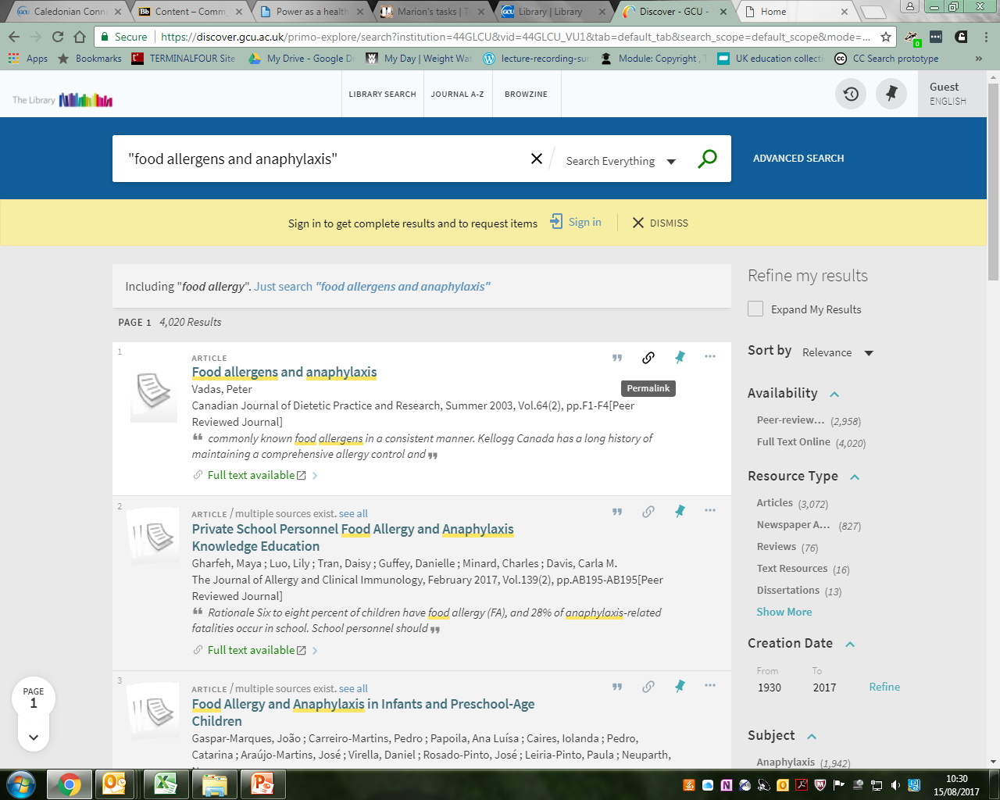 Caledonian Conn
Content – Comm
Power as a health
Marion's tasks | T
Library | Library
Discover - GCU -
Home
Secure
https://discover.gcu.ac.uk/primo-explore/search?institution=44GLCU&vid=44GLCU_VU1&tab=default_tab&search_scope=default_scope&mode=...
Apps
Bookmarks
TERMINALFOUR Site
My Drive - Google Dr
My Day | Weight Wat
lecture-recording-sur
Module: Copyright , T
UK education collecti
CC Search prototype
»
The Library
LIBRARY SEARCH
JOURNAL A-Z
BROWZINE
Guest
ENGLISH
"food allergens and anaphylaxis"
Search Everything
ADVANCED SEARCH
Sign in to get complete results and to request items
Sign in
DISMISS
Including "food allergy". Just search "food allergens and anaphylaxis"
PAGE 1 4,020 Results
1
ARTICLE
Food allergens and anaphylaxis
Vadas, Peter
Permalink
Canadian Journal of Dietetic Practice and Research, Summer 2003, Vol.64(2), pp.F1-F4[Peer
Reviewed Journal]
❝ commonly known food allergens in a consistent manner. Kellogg Canada has a long history of
maintaining a comprehensive allergy control and ❞
Full text available
2
ARTICLE / multiple sources exist. see all
Private School Personnel Food Allergy and Anaphylaxis
Knowledge Education
Gharfeh, Maya ; Luo, Lily ; Tran, Daisy ; Guffey, Danielle ; Minard, Charles ; Davis, Carla M.
The Journal of Allergy and Clinical Immunology, February 2017, Vol.139(2), pp.AB195-AB195[Peer
Reviewed Journal]
❝ Rationale Six to eight percent of children have food allergy (FA), and 28% of anaphylaxis-related
fatalities occur in school. School personnel should ❞
Full text available
3
ARTICLE / multiple sources exist. see all
Food Allergy and Anaphylaxis in Infants and Preschool-Age
Children
Gaspar-Marques, João ; Carreiro-Martins, Pedro ; Papoila, Ana Luísa ; Caires, Iolanda ; Pedro,
Catarina ; Araújo-Martins, José ; Virella, Daniel ; Rosado-Pinto, José ; Leiria-Pinto, Paula ; Neuparth,
Refine my results
Expand My Results
Sort by Relevance
Availability
Peer-review... (2,958)
Full Text Online (4,020)
Resource Type
Articles (3,072)
Newspaper A... (827)
Reviews (76)
Text Resources (16)
Dissertations (13)
Show More
Creation Date
From
To
1930
2017
Refine
Subject
Anaphylaxis (1,942)
PAGE
1
10:30
15/08/2017